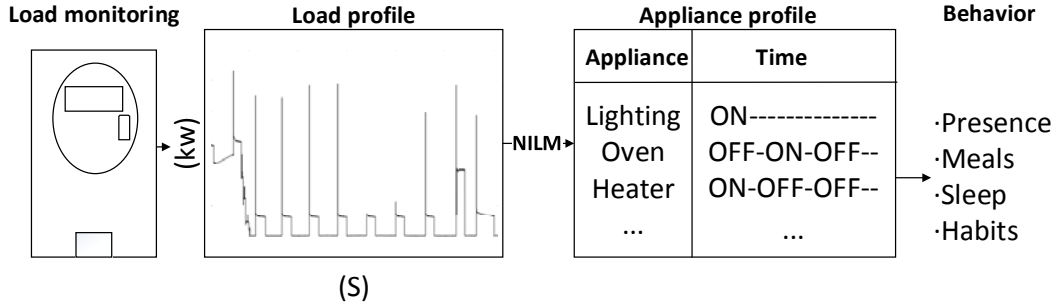 Load monitoring
Load profile
Appliance profile
Behavior
Appliance Time
Lighting ON--------------
Oven OFF-ON-OFF--
Heater ON-OFF-OFF--
... ...
(kw)
(S)
NILM
·Presence
·Meals
·Sleep
·Habits